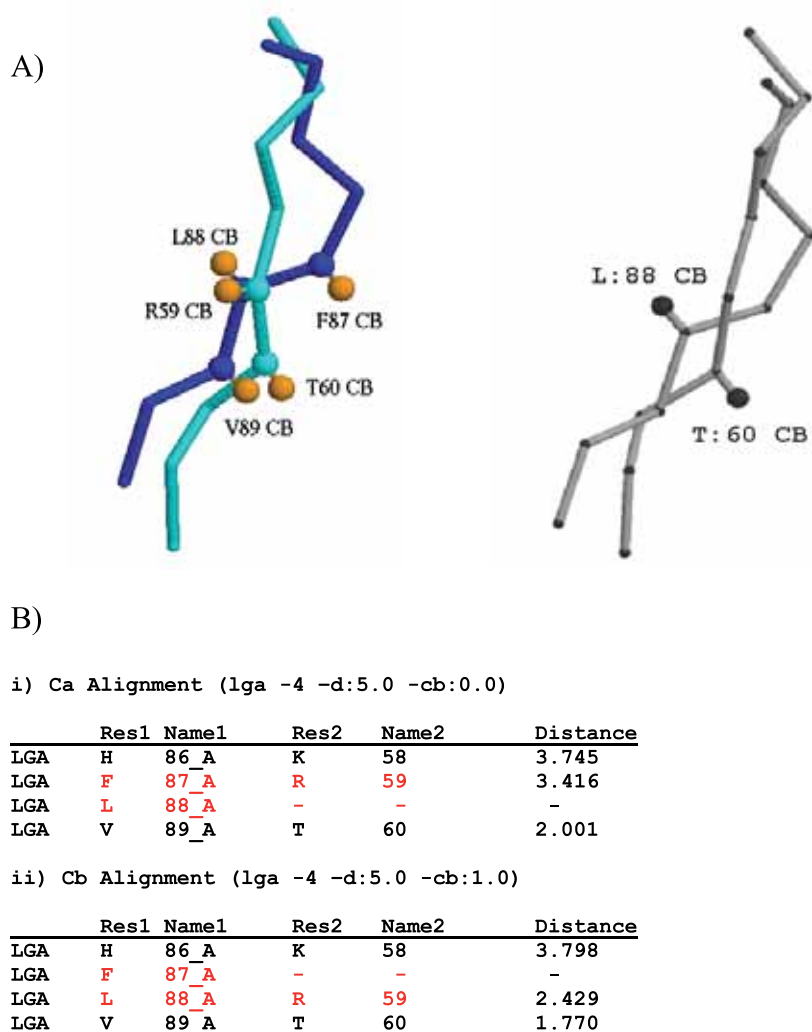 A)
L88 CB
R59 CB
F87 CB
T60 CB
V89 CB
L:88 CB
T:60 CB
B)
i) Ca Alignment (lga -4 –d:5.0 -cb:0.0)
Res1 Name1 Res2 Name2 Distance
LGA H 86_A K 58 3.745
LGA F 87_A R 59 3.416
LGA L 88_A - - -
LGA V 89_A T 60 2.001
ii) Cb Alignment (lga -4 –d:5.0 -cb:1.0)
Res1 Name1 Res2 Name2 Distance
LGA H 86_A K 58 3.798
LGA F 87_A - - -
LGA L 88_A R 59 2.429
LGA V 89 A T 60 1.770